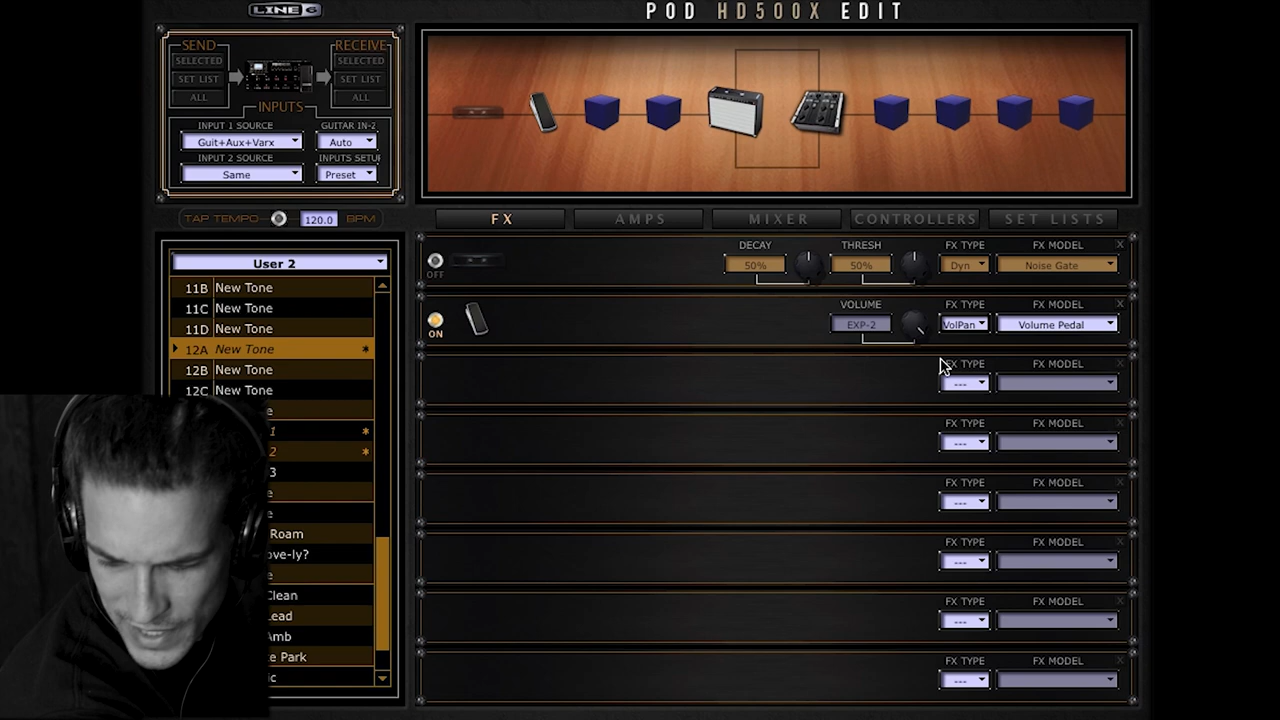 LINE 6
POD HD500X EDIT
SEND
RECEIVE
SELECTED
SELECTED
SET LIST
SET LIST
ALL
ALL
INPUTS
INPUT 1 SOURCE
GUITAR IN-Z
Guit+Aux+Varx
Auto
INPUT 2 SOURCE
INPUTS SETUP
Same
Preset
TAP TEMPO
120.0
BPM
FX
AMPS
MIXER
CONTROLLERS
SET LISTS
User 2
11B New Tone
11C New Tone
11D New Tone
12A New Tone *
12B New Tone
12C New Tone
e
1 *
2 *
3
e
e
Roam
ove-ly?
e
Clean
Lead
Amb
e Park
c
OFF
DECAY
THRESH
FX TYPE
FX MODEL
X
50%
50%
Dyn
Noise Gate
ON
VOLUME
FX TYPE
FX MODEL
X
EXP-2
VolPan
Volume Pedal
FX TYPE
FX MODEL
X
---
FX TYPE
FX MODEL
X
---
FX TYPE
FX MODEL
X
---
FX TYPE
FX MODEL
X
---
FX TYPE
FX MODEL
X
---
FX TYPE
FX MODEL
X
---